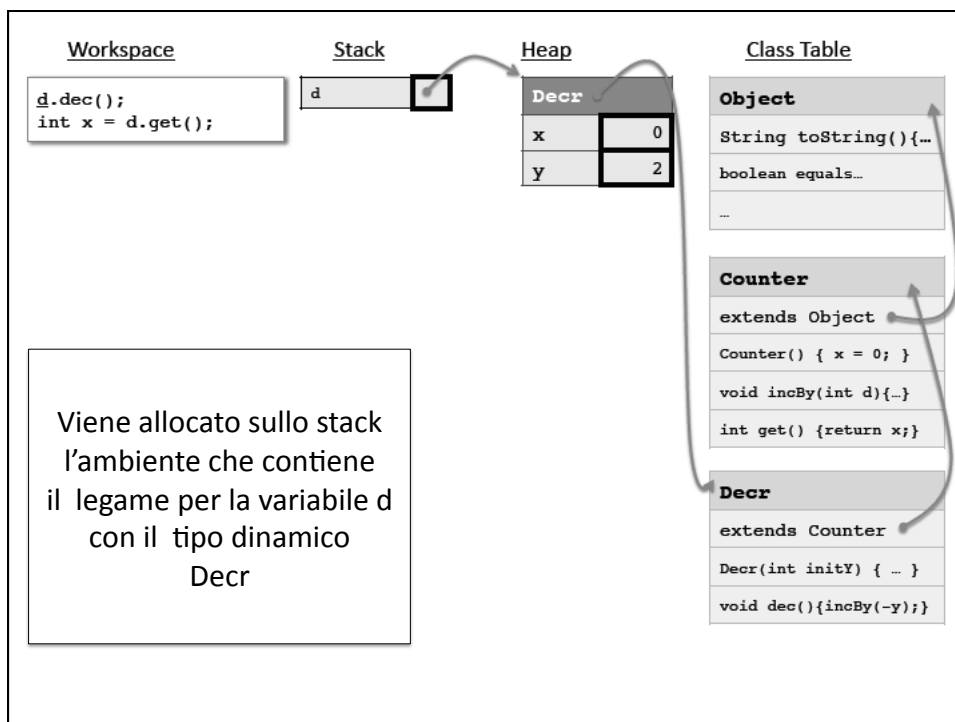 Workspace
Stack
Heap
Class Table
d.dec();
int x = d.get();
d
Decr
x 0
y 2
Object
String toString(){…
boolean equals…
…
Counter
extends Object
Counter() { x = 0; }
void incBy(int d){…}
int get() {return x;}
Decr
extends Counter
Decr(int initY) { … }
void dec(){incBy(-y);}
Viene allocato sullo stack
l’ambiente che contiene
il legame per la variabile d
con il tipo dinamico
Decr